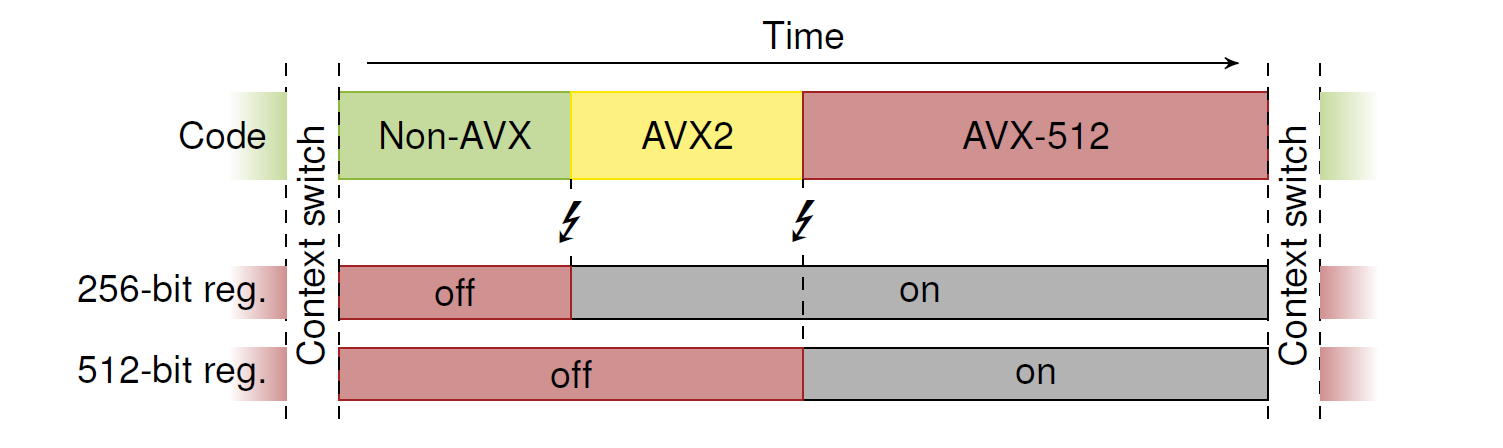 Time
Code
Context switch
Non-AVX
AVX2
AVX-512
Context switch
256-bit reg.
off
on
512-bit reg.
off
on